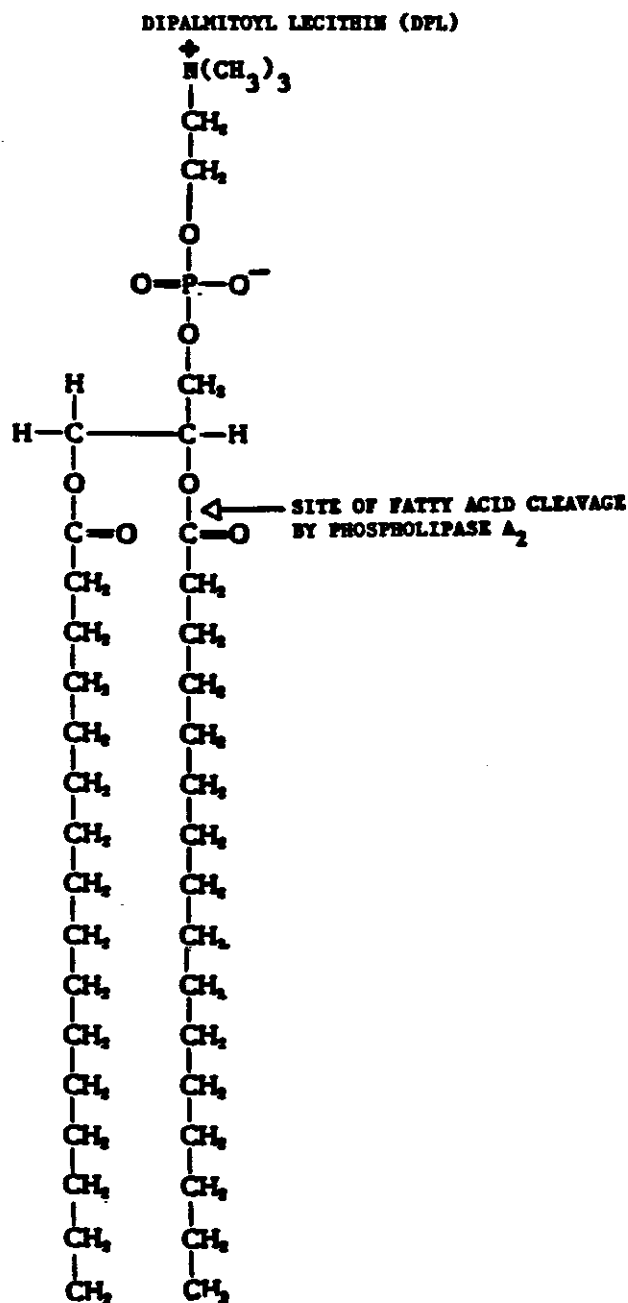 DIPALMITOYL LECITHIN (DPL)
+
N(CH₃)₃
CH₂
CH₂
O
O=P—O⁻
O
H CH₂
H—C—C—H
O O
SITE OF FATTY ACID CLEAVAGE
BY PHOSPHOLIPASE A₂
C=O C=O
CH₂ CH₂
CH₂ CH₂
CH₂ CH₂
CH₂ CH₂
CH₂ CH₂
CH₂ CH₂
CH₂ CH₂
CH₂ CH₂
CH₂ CH₂
CH₂ CH₂
CH₂ CH₂
CH₂ CH₂
CH₂ CH₂
CH₂ CH₂
CH₂ CH₃